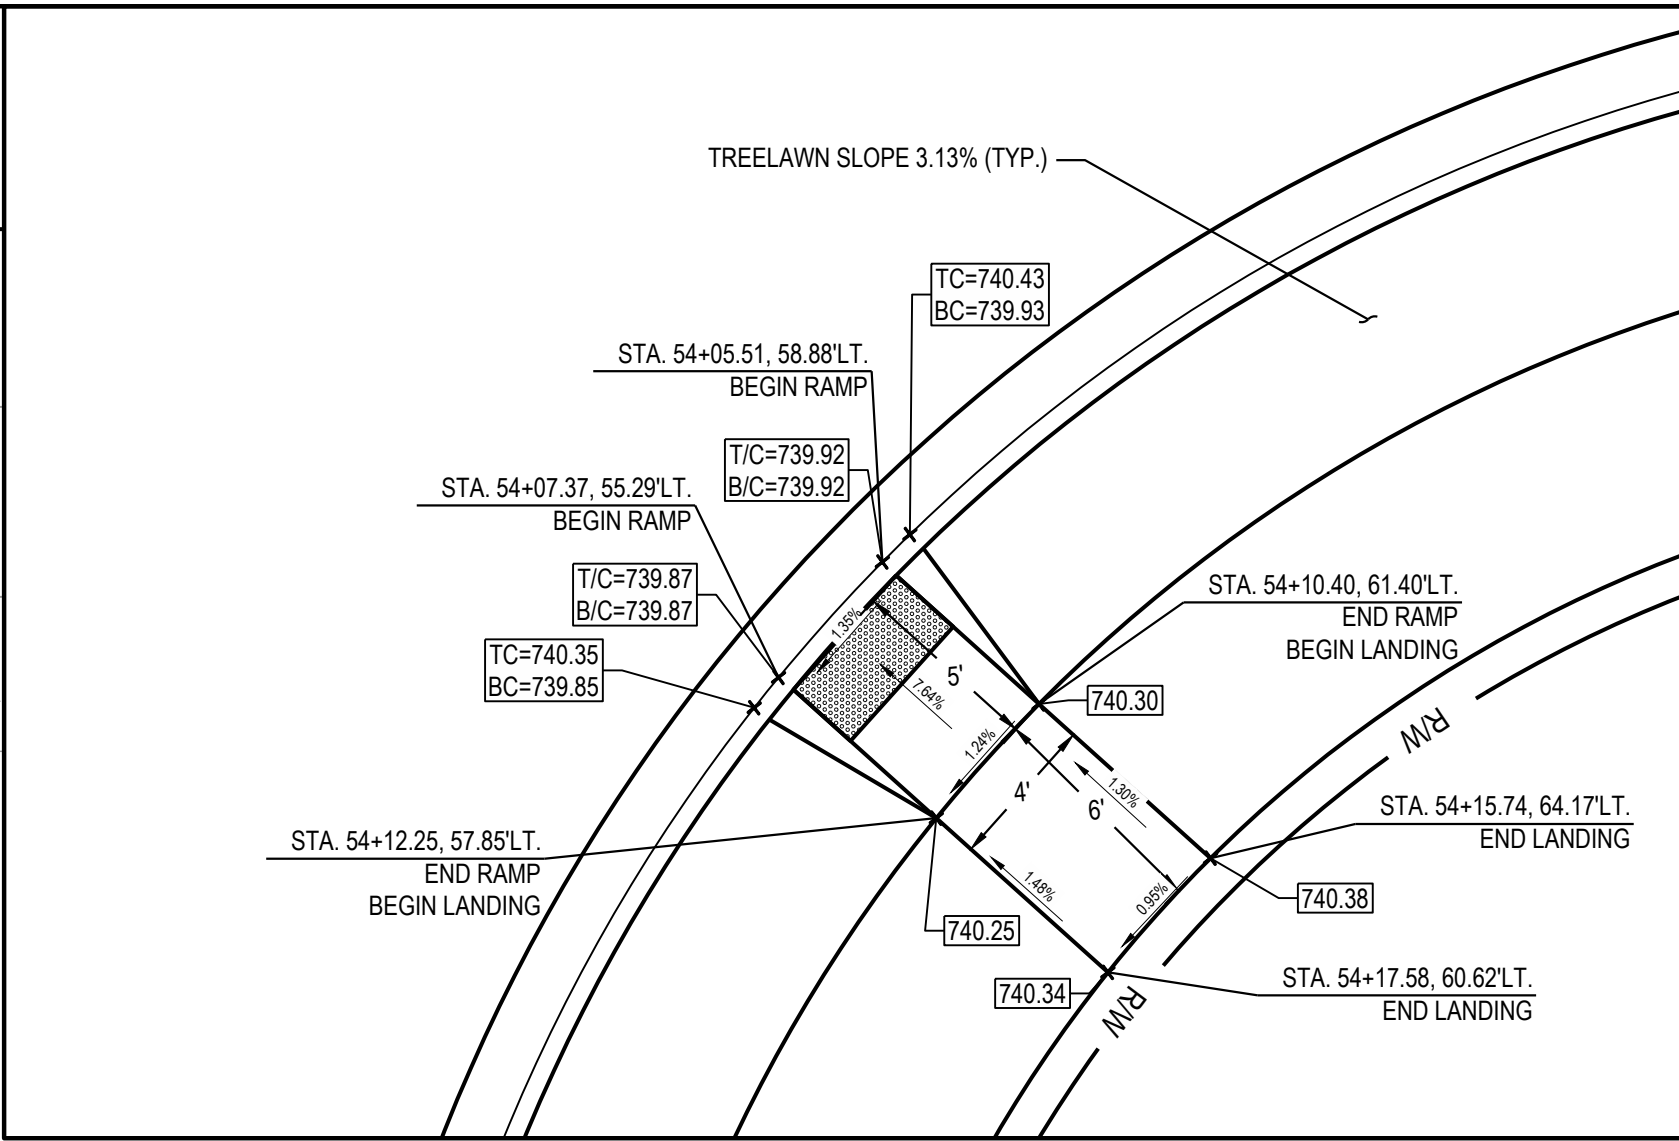 TREELAWN SLOPE 3.13% (TYP.)
TC=740.43
BC=739.93
STA. 54+05.51, 58.88'LT.
BEGIN RAMP
T/C=739.92
B/C=739.92
STA. 54+07.37, 55.29'LT.
BEGIN RAMP
T/C=739.87
B/C=739.87
TC=740.35
BC=739.85
1.35%
5'
7.64%
1.24%
STA. 54+10.40, 61.40'LT.
END RAMP
BEGIN LANDING
740.30
R/W
4'
6'
1.30%
STA. 54+15.74, 64.17'LT.
END LANDING
740.38
STA. 54+12.25, 57.85'LT.
END RAMP
BEGIN LANDING
740.25
1.48%
0.95%
740.34
R/W
STA. 54+17.58, 60.62'LT.
END LANDING